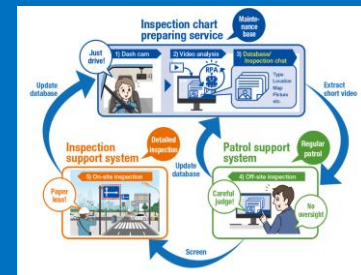 Inspection chart
preparing service
Mainte-
nance
base
Just
drive!
1) Dash cam
2) Video analysis
3) Database/
Inspection chat
RPA
Type
Location
Map
Picture
etc.
Update
database
Extract
short video
Inspection
support system
Detailed
inspection
Update
database
Patrol support
system
Regular
patrol
5) On-site inspection
Paper
less!
4) Off-site inspection
Careful
judge!
No
oversight
Screen